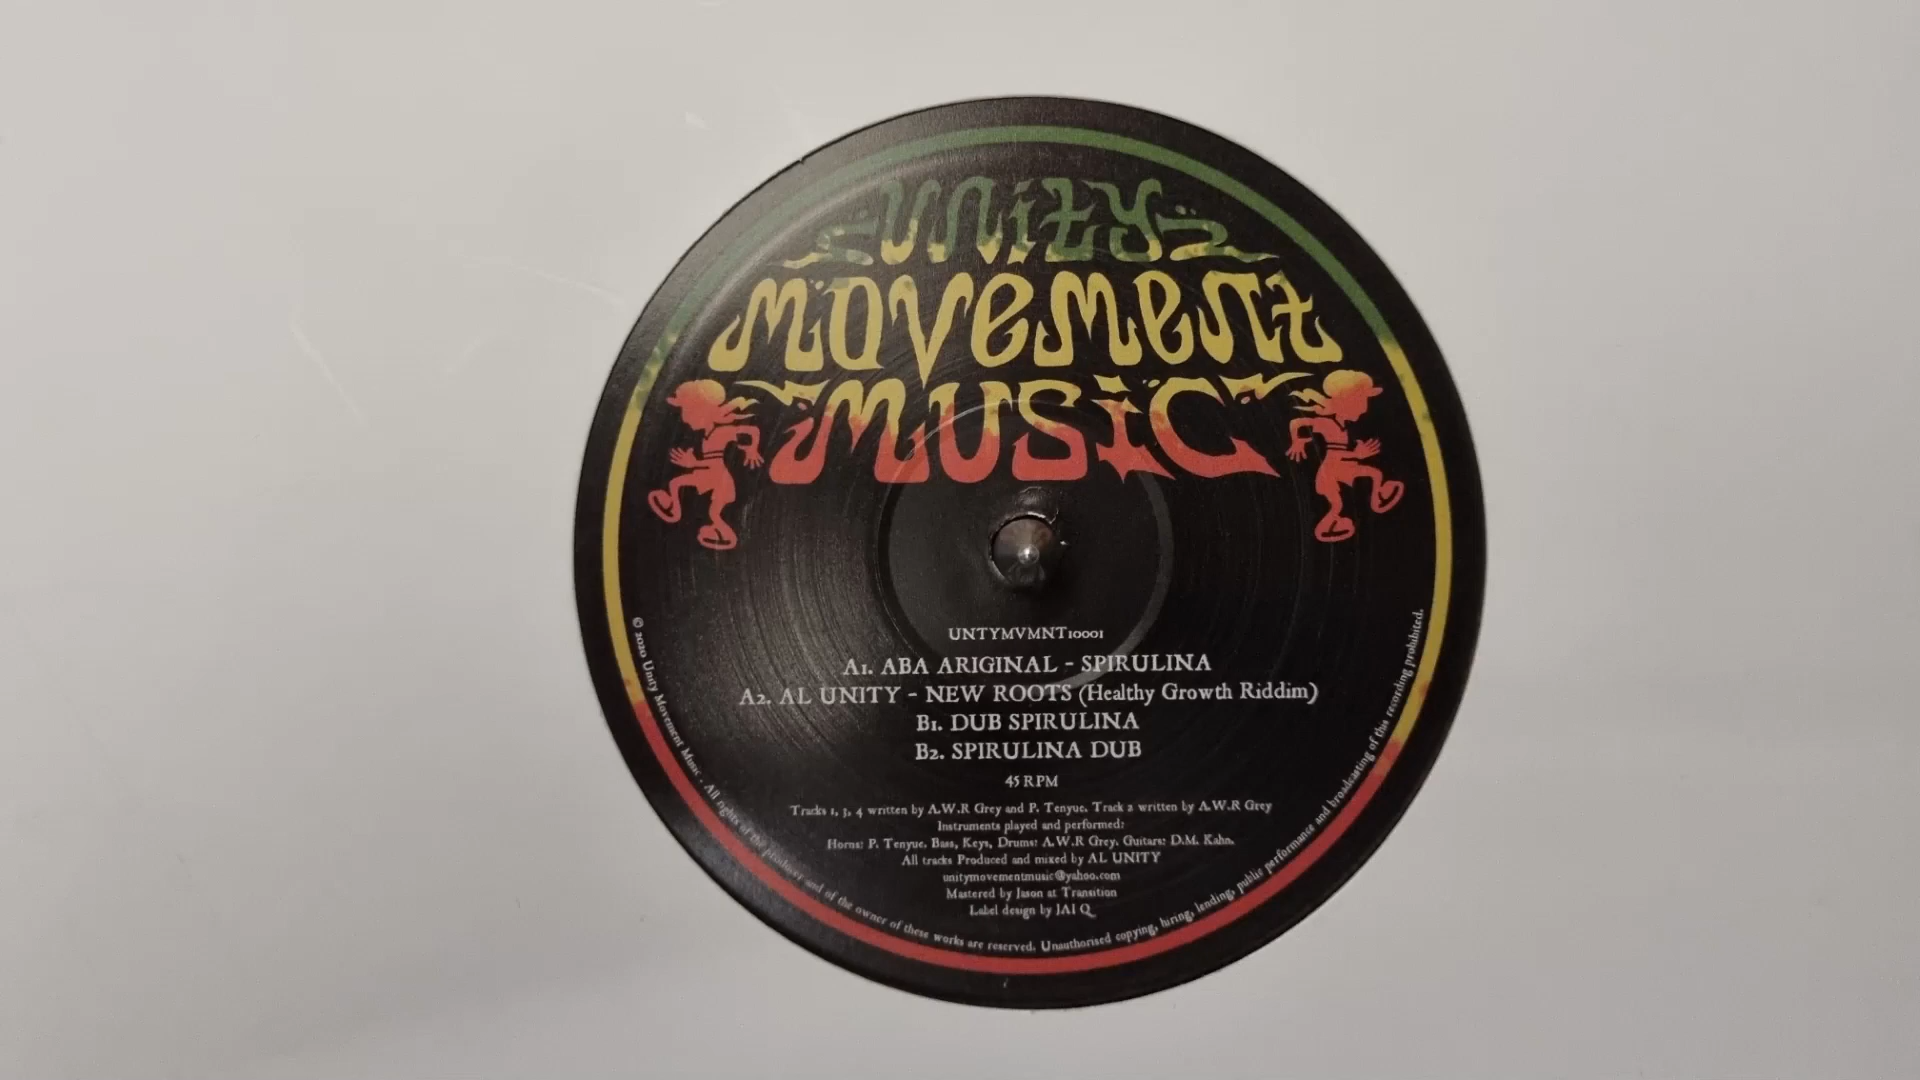 UNiTY
MOVEMENT
MUSiC
UNTYMVMNT10001
A1. ABA ARIGINAL - SPIRULINA
A2. AL UNITY - NEW ROOTS (Healthy Growth Riddim)
B1. DUB SPIRULINA
B2. SPIRULINA DUB
45 RPM
Tracks 1, 3, 4 written by A.W.R Grey and P. Tenyue. Track 2 written by A.W.R Grey
Instruments played and performed:
Horns: P. Tenyue. Bass, Keys, Drums: A.W.R Grey. Guitars: D.M. Kahn.
All tracks Produced and mixed by AL UNITY
unitymovementmusic@yahoo.com
Mastered by Jason at Transition
Label design by JAI Q
© 2020 Unity Movement Music - All rights of the producer and of the owner of these works are reserved. Unauthorised copying, hiring, lending, public performance and broadcasting of this recording prohibited.